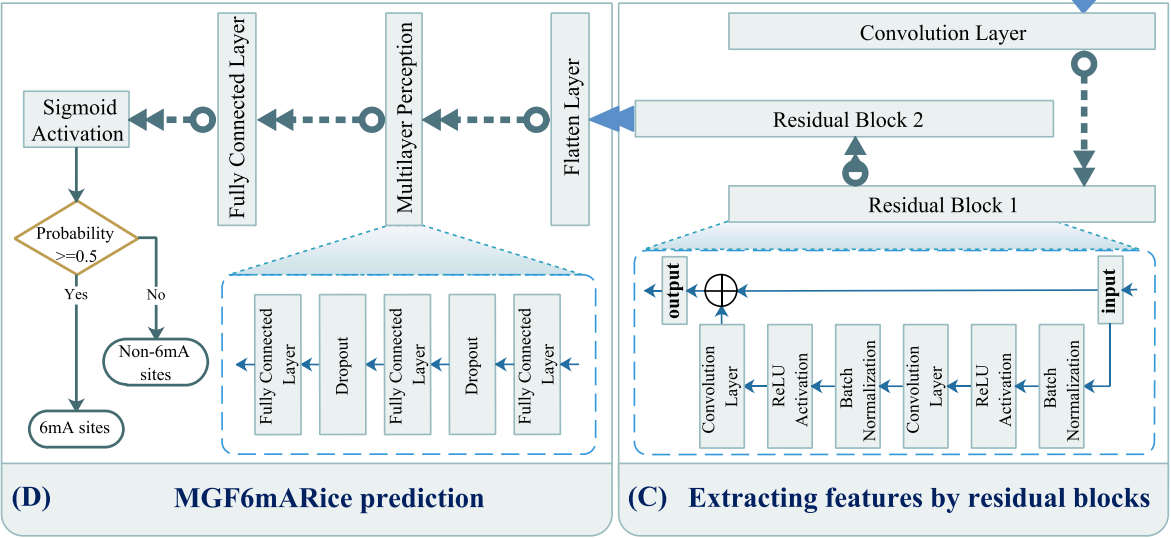 Sigmoid
Activation
Fully Connected Layer
Multilayer Perception
Flatten Layer
Probability
>=0.5
Yes
No
Non-6mA
sites
6mA sites
Fully Connected
Layer
Dropout
Fully Connected
Layer
Dropout
Fully Connected
Layer
(D)
MGF6mARice prediction
Convolution Layer
Residual Block 2
Residual Block 1
output
input
Convolution
Layer
ReLU
Activation
Batch
Normalization
Convolution
Layer
ReLU
Activation
Batch
Normalization
(C)
Extracting features by residual blocks